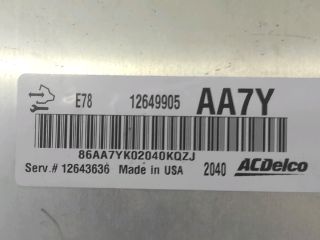 E78 12649905 AA7Y
86AA7YK02040KQZJ
Serv.# 12643636 Made in USA 2040 ACDelco